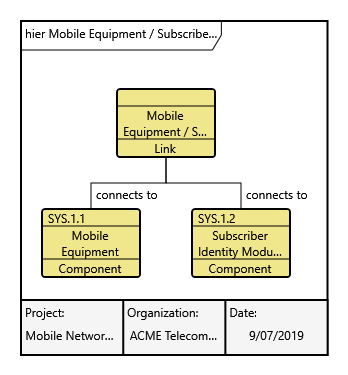 hier Mobile Equipment / Subscribe...
Mobile
Equipment / S...
Link
connects to
connects to
SYS.1.1
Mobile
Equipment
Component
SYS.1.2
Subscriber
Identity Modu...
Component
Project:
Mobile Networ...
Organization:
ACME Telecom...
Date:
9/07/2019